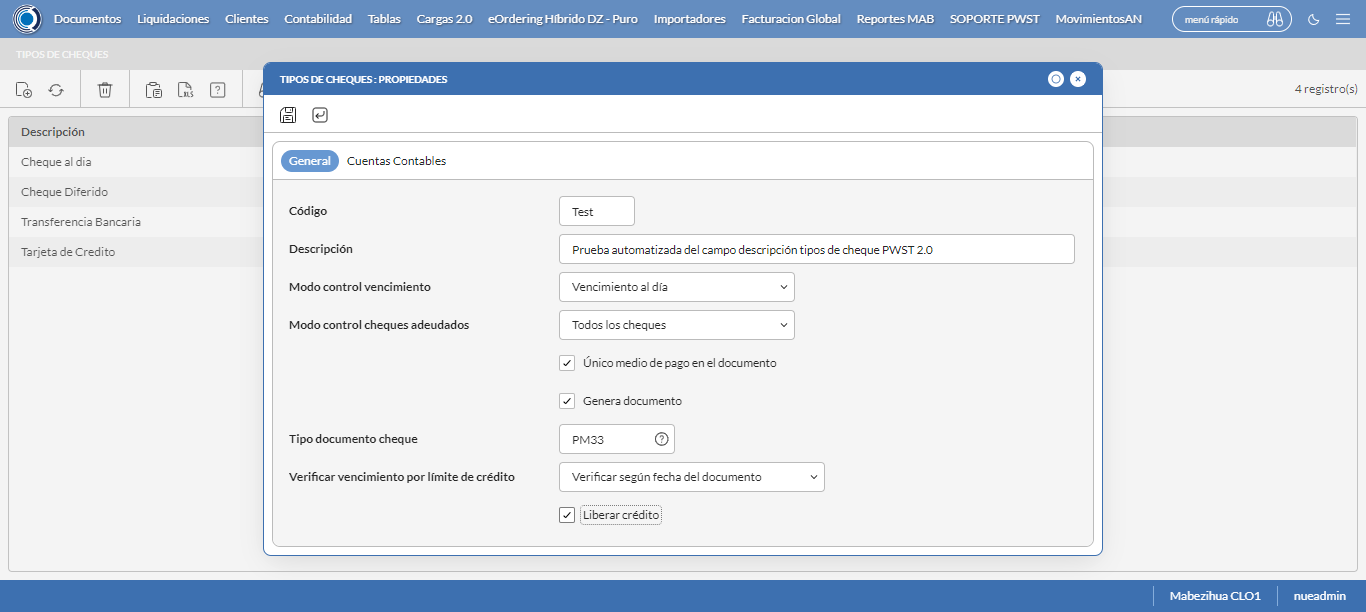 Documentos Liquidaciones Clientes Contabilidad Tablas Cargas 2.0 eOrdering Híbrido DZ - Puro Importadores Facturacion Global Reportes MAB SOPORTE PWST MovimientosAN menú rápido
TIPOS DE CHEQUES
TIPOS DE CHEQUES : PROPIEDADES
XLS
4 registro(s)
Descripción
Cheque al dia
Cheque Diferido
Transferencia Bancaria
Tarjeta de Credito
General Cuentas Contables
Código Test
Descripción Prueba automatizada del campo descripción tipos de cheque PWST 2.0
Modo control vencimiento Vencimiento al día
Modo control cheques adeudados Todos los cheques
Único medio de pago en el documento
Genera documento
Tipo documento cheque PM33
Verificar vencimiento por límite de crédito Verificar según fecha del documento
Liberar crédito
Mabezihua CLO1 nueadmin